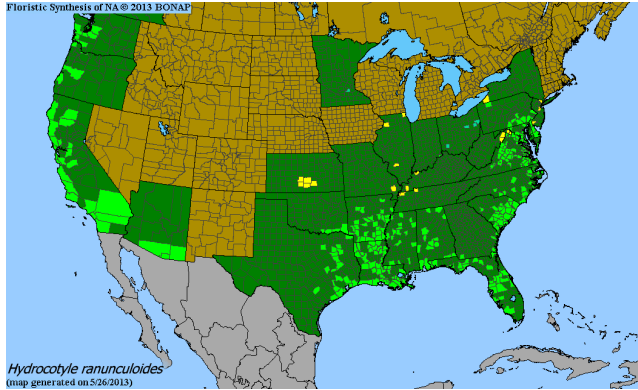 Floristic Synthesis of NA © 2013 BONAP
Hydrocotyle ranunculoides
(map generated on 5/26/2013)